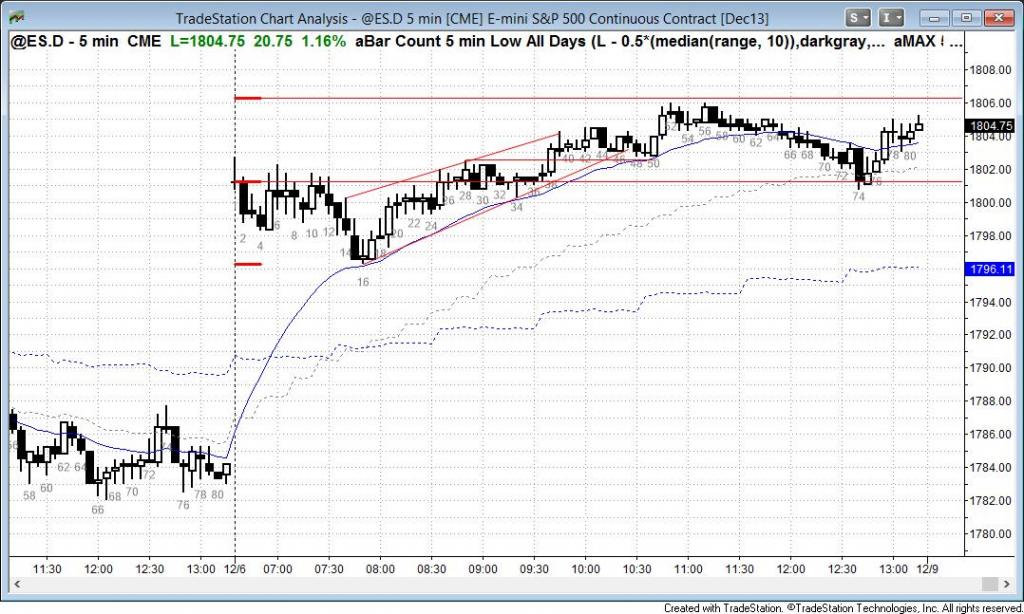 TradeStation Chart Analysis - @ES.D 5 min [CME] E-mini S&P 500 Continuous Contract [Dec13]
S
I
@ES.D - 5 min CME L=1804.75 20.75 1.16% aBar Count 5 min Low All Days (L - 0.5*(median(range, 10)),darkgray,... aMAX ...
1808.00
1806.00
1804.75
1804.00
1802.00
1800.00
1798.00
1796.11
1794.00
1792.00
1790.00
1788.00
1786.00
1784.00
1782.00
1780.00
52 56
54 58 60 62 64
40 42 44 46 48 50
66 68 70 72 74 76 78 80
26 28 30 32 34 36 38
2 4 6 8 10 12 14 16 18 20 22 24
58 60 62 64 66 68 70 72 74 76 78 80
11:30 12:00 12:30 13:00 12/6 07:00 07:30 08:00 08:30 09:00 09:30 10:00 10:30 11:00 11:30 12:00 12:30 13:00 12/9
Created with TradeStation. ©TradeStation Technologies, Inc. All rights reserved.